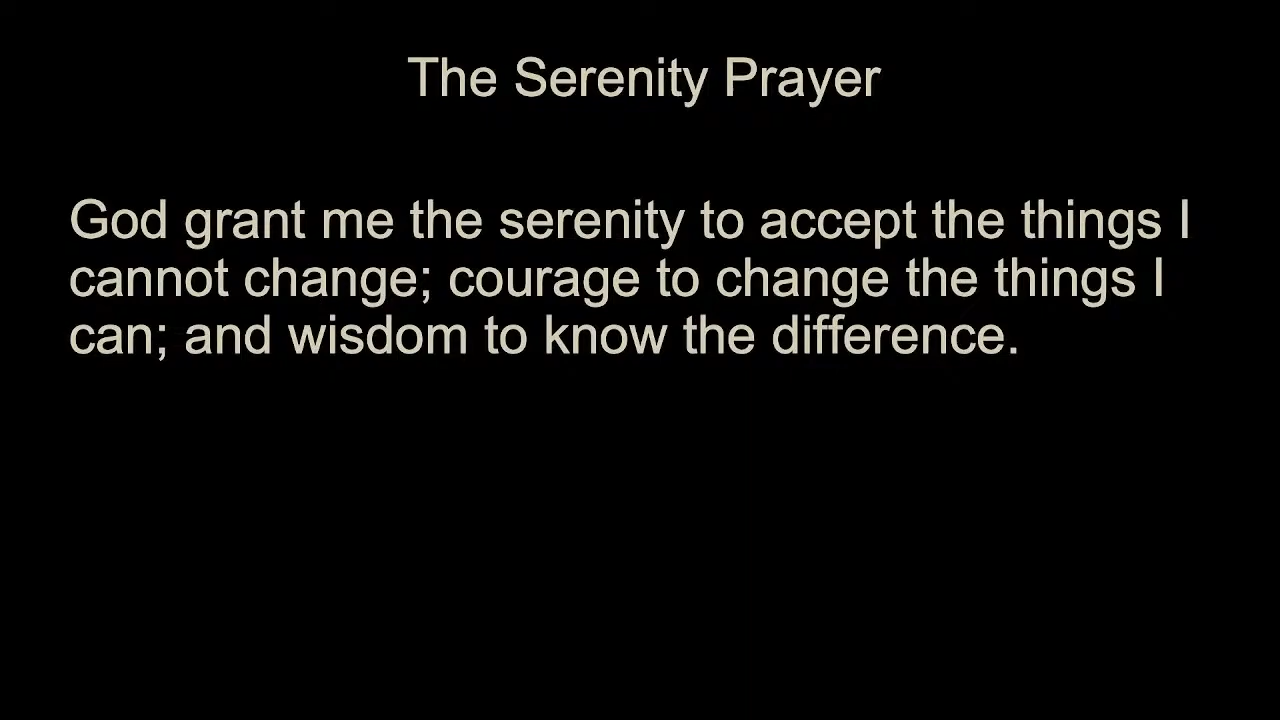 The Serenity Prayer
God grant me the serenity to accept the things I
cannot change; courage to change the things I
can; and wisdom to know the difference.